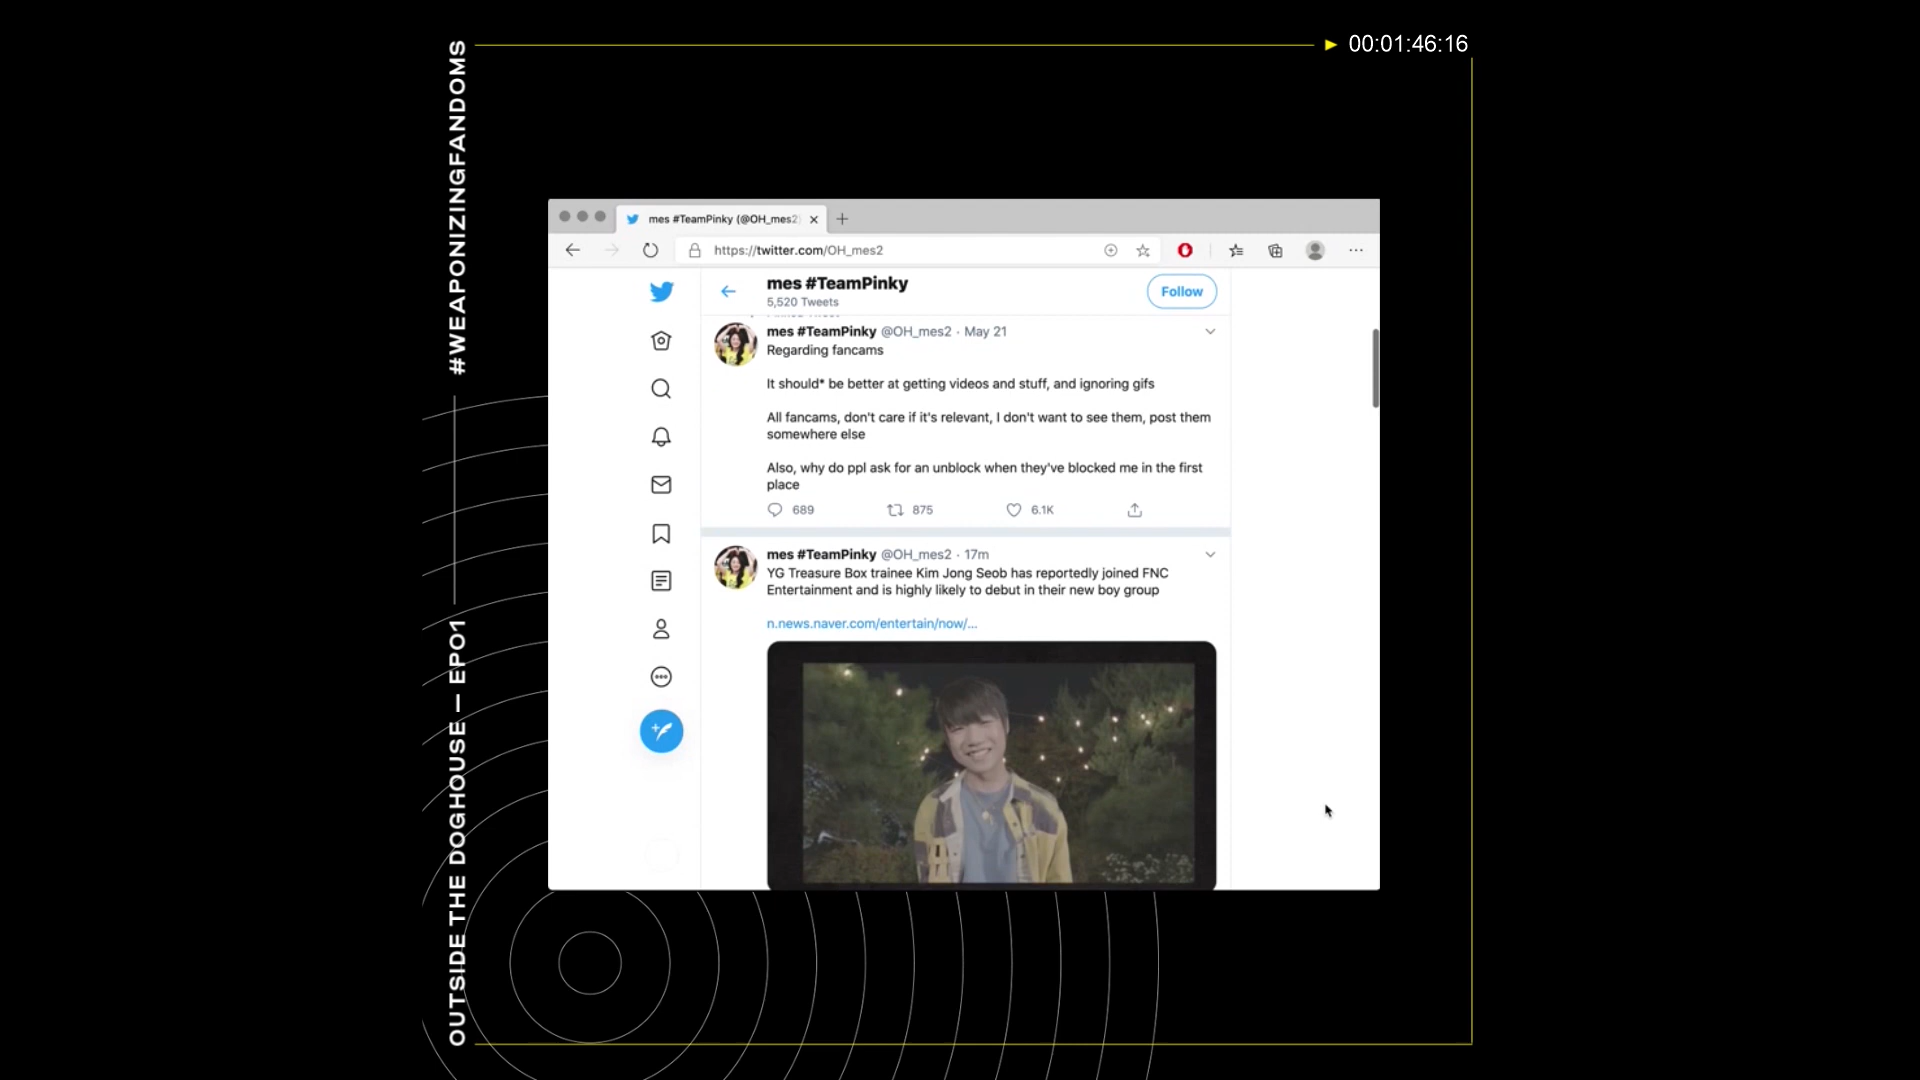 #WEAPONIZINGFANDOMS
OUTSIDE THE DOGHOUSE — EP01
00:01:46:16
mes #TeamPinky (@OH_mes2)
https://twitter.com/OH_mes2
mes #TeamPinky
5,520 Tweets
Follow
mes #TeamPinky @OH_mes2 · May 21
Regarding fancams
It should* be better at getting videos and stuff, and ignoring gifs
All fancams, don't care if it's relevant, I don't want to see them, post them
somewhere else
Also, why do ppl ask for an unblock when they've blocked me in the first
place
689 875 6.1K
mes #TeamPinky @OH_mes2 · 17m
YG Treasure Box trainee Kim Jong Seob has reportedly joined FNC
Entertainment and is highly likely to debut in their new boy group
n.news.naver.com/entertain/now/...